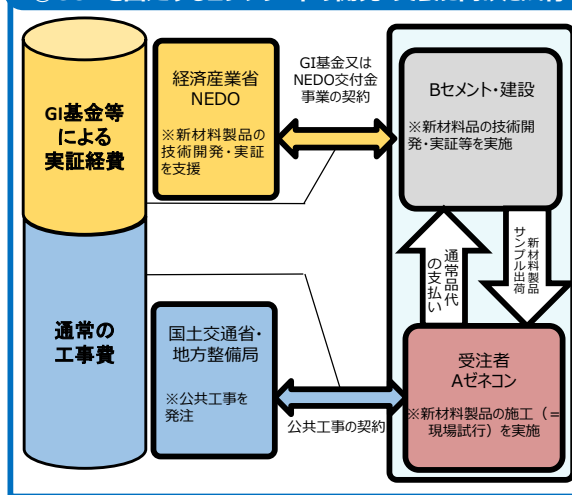 GI基金等
による
実証経費
通常の
工事費
経済産業省
NEDO
※新材料製品の
技術開発・実証
を支援
GI基金又は
NEDO交付金
事業の契約
Bセメント・建設
※新材料品の技術開
発・実証等を実施
通常品代
の支払い
新材料製品
サンプル出荷
国土交通省・
地方整備局
※公共工事を
発注
公共工事の契約
受注者
Aゼネコン
※新材料製品の施工（=
現場試行）を実施